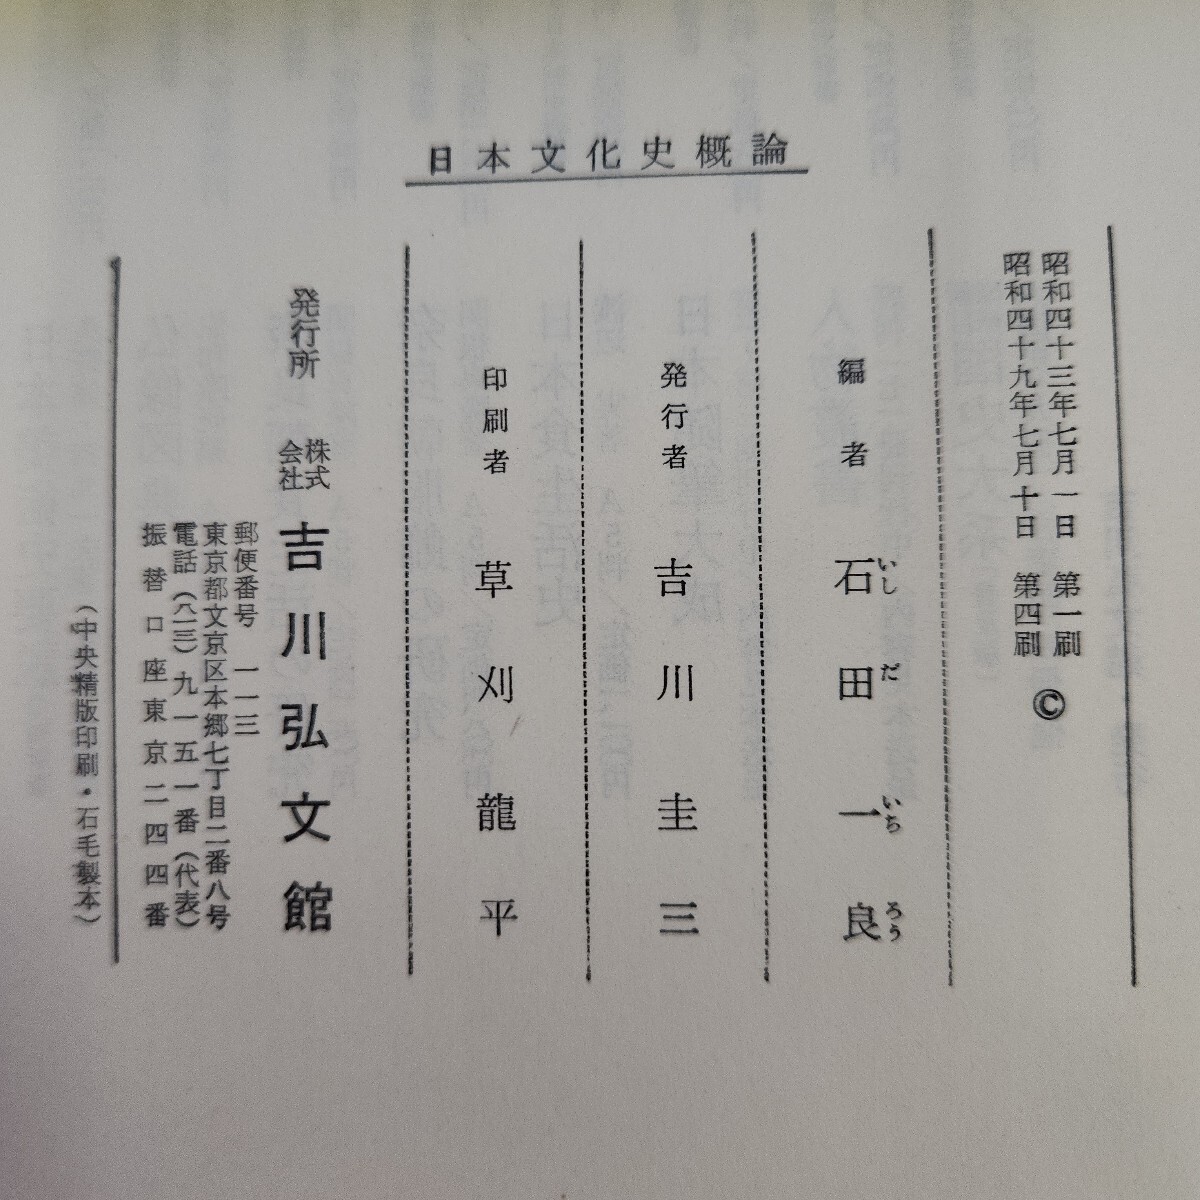 日本文化史概論
昭和四十三年七月一日 第一刷
昭和四十九年七月十日 第四刷
©
編者 石田一良
いしだいちろう
発行者 吉川圭三
印刷者 草刈龍平
発行所 株式会社 吉川弘文館
郵便番号 一一三
東京都文京区本郷七丁目二番八号
電話(八一三)九一五一番(代表)
振替口座東京二四四番
(中央精版印刷・石毛製本)